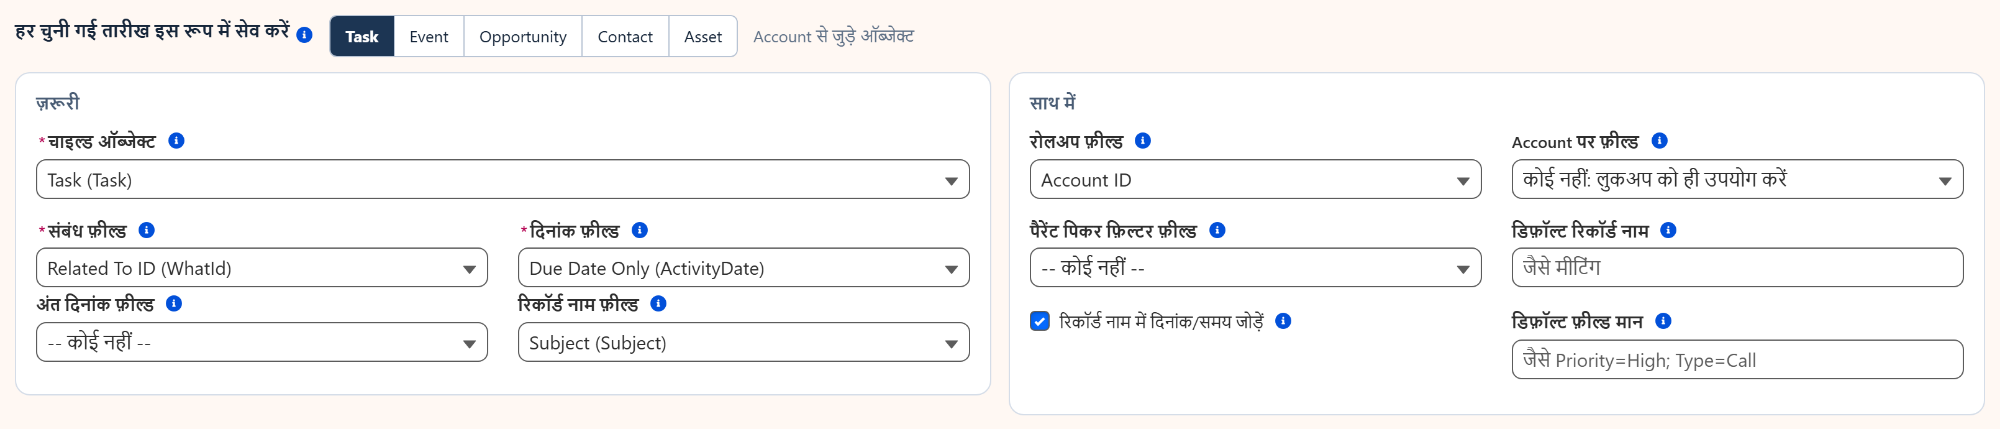 हर चुनी गई तारीख इस रूप में सेव करें Task Event Opportunity Contact Asset Account से जुड़े ऑब्जेक्ट
ज़रूरी
*चाइल्ड ऑब्जेक्ट
Task (Task)
*संबंध फ़ील्ड *दिनांक फ़ील्ड
Related To ID (WhatId) Due Date Only (ActivityDate)
अंत दिनांक फ़ील्ड रिकॉर्ड नाम फ़ील्ड
-- कोई नहीं -- Subject (Subject)
साथ में
रोलअप फ़ील्ड Account पर फ़ील्ड
Account ID कोई नहीं: लुकअप को ही उपयोग करें
पैरेंट पिकर फ़िल्टर फ़ील्ड डिफ़ॉल्ट रिकॉर्ड नाम
-- कोई नहीं -- जैसे मीटिंग
रिकॉर्ड नाम में दिनांक/समय जोड़ें डिफ़ॉल्ट फ़ील्ड मान
जैसे Priority=High; Type=Call